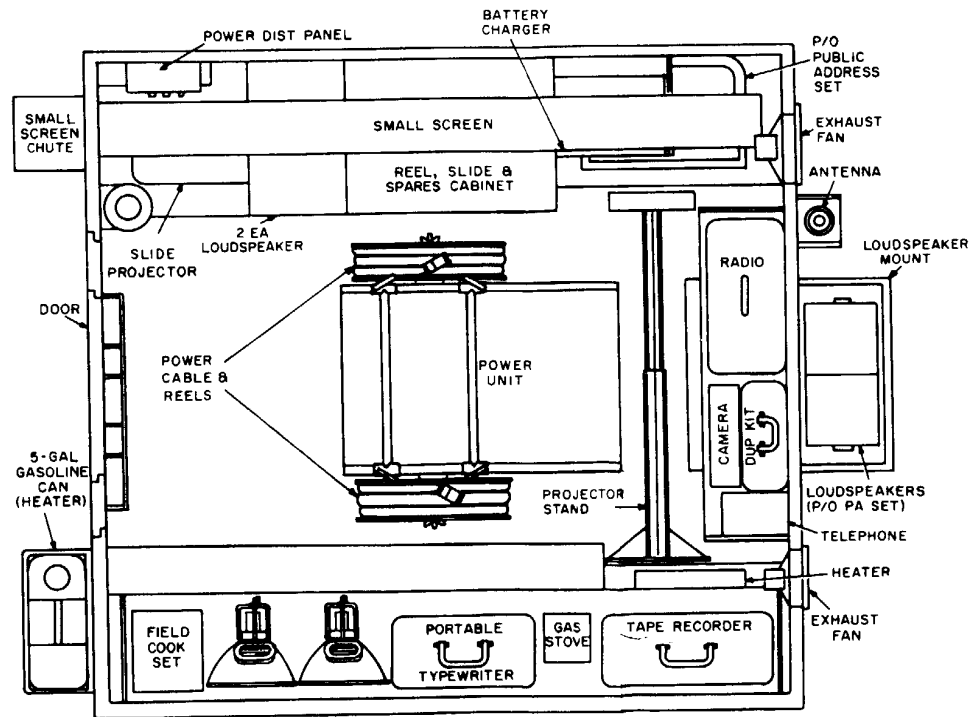 POWER DIST PANEL
BATTERY
CHARGER
P/O
PUBLIC
ADDRESS
SET
SMALL
SCREEN
CHUTE
SMALL SCREEN
EXHAUST
FAN
REEL, SLIDE &
SPARES CABINET
ANTENNA
2 EA
LOUDSPEAKER
SLIDE
PROJECTOR
RADIO
LOUDSPEAKER
MOUNT
DOOR
POWER
CABLE &
REELS
POWER
UNIT
CAMERA
DUP KIT
5-GAL
GASOLINE
CAN
(HEATER)
PROJECTOR
STAND
LOUDSPEAKERS
(P/O PA SET)
TELEPHONE
HEATER
EXHAUST
FAN
FIELD
COOK
SET
PORTABLE
TYPEWRITER
GAS
STOVE
TAPE RECORDER